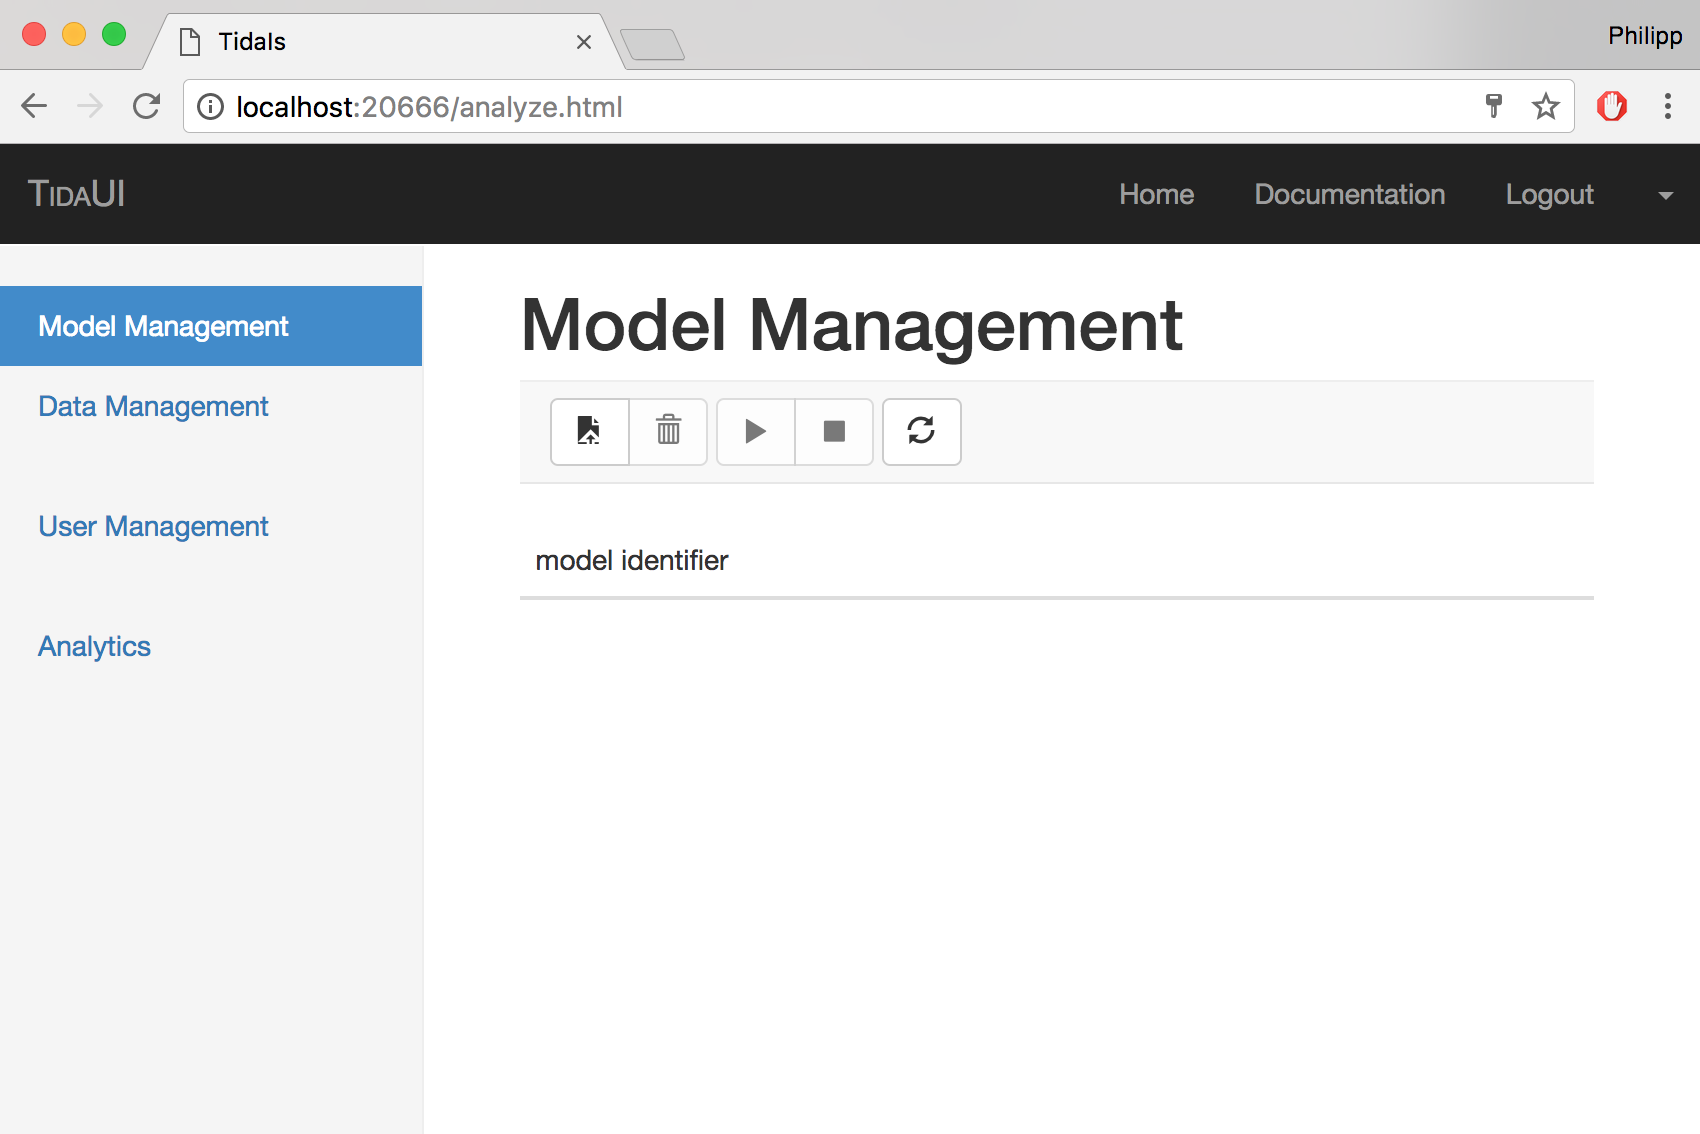 Tidals
Philipp
localhost:20666/analyze.html
TIDAUI
Home
Documentation
Logout
Model Management
Data Management
User Management
Analytics
Model Management
model identifier